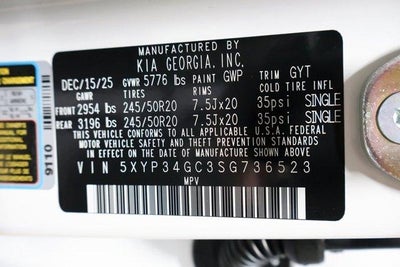 MANUFACTURED BY
KIA GEORGIA, INC.
DEC/15/25 GVWR 5776 lbs PAINT GWP TRIM GYT
GAWR TIRES RIMS COLD TIRE INFL
FRONT 2954 lbs 245/50R20 7.5Jx20 35psi SINGLE
REAR 3196 lbs 245/50R20 7.5Jx20 35psi SINGLE
THIS VEHICLE CONFORMS TO ALL APPLICABLE U.S.A. FEDERAL
MOTOR VEHICLE SAFETY AND THEFT PREVENTION STANDARDS
IN EFFECT ON THE DATE OF MANUFACTURE SHOWN ABOVE.
VIN 5XYP34GC3SG736523
MPV
9110